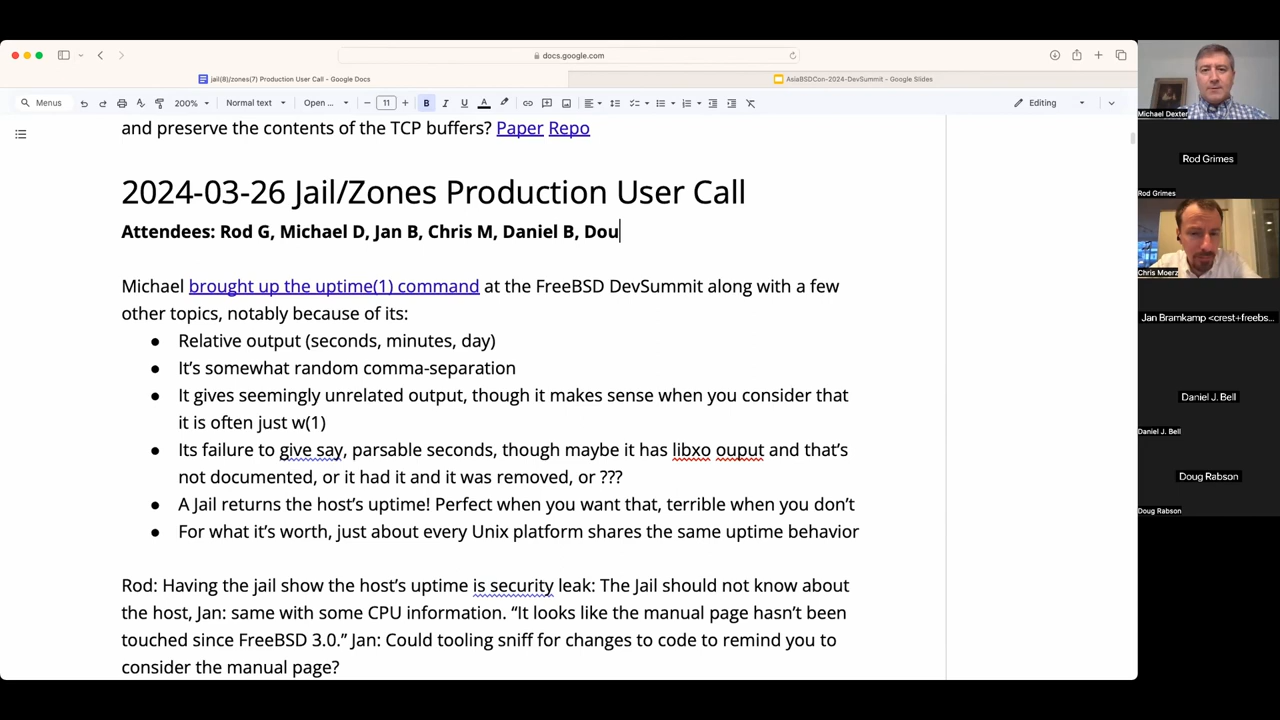 docs.google.com
jail(8)/zones(7) Production User Call - Google Docs
AsiaBSDCon-2024-DevSummit - Google Slides
Menus
200%
Normal text
Open ...
11
Editing
and preserve the contents of the TCP buffers? Paper Repo
2024-03-26 Jail/Zones Production User Call
Attendees: Rod G, Michael D, Jan B, Chris M, Daniel B, Dou
Michael brought up the uptime(1) command at the FreeBSD DevSummit along with a few
other topics, notably because of its:
● Relative output (seconds, minutes, day)
● It's somewhat random comma-separation
● It gives seemingly unrelated output, though it makes sense when you consider that
it is often just w(1)
● Its failure to give say, parsable seconds, though maybe it has libxo ouput and that's
not documented, or it had it and it was removed, or ???
● A Jail returns the host's uptime! Perfect when you want that, terrible when you don't
● For what it's worth, just about every Unix platform shares the same uptime behavior
Rod: Having the jail show the host's uptime is security leak: The Jail should not know about
the host, Jan: same with some CPU information. “It looks like the manual page hasn't been
touched since FreeBSD 3.0.” Jan: Could tooling sniff for changes to code to remind you to
consider the manual page?
Michael Dexter
Rod Grimes
Rod Grimes
Chris Moerz
Jan Bramkamp <crest+freebs...
Daniel J. Bell
Daniel J. Bell
Doug Rabson
Doug Rabson